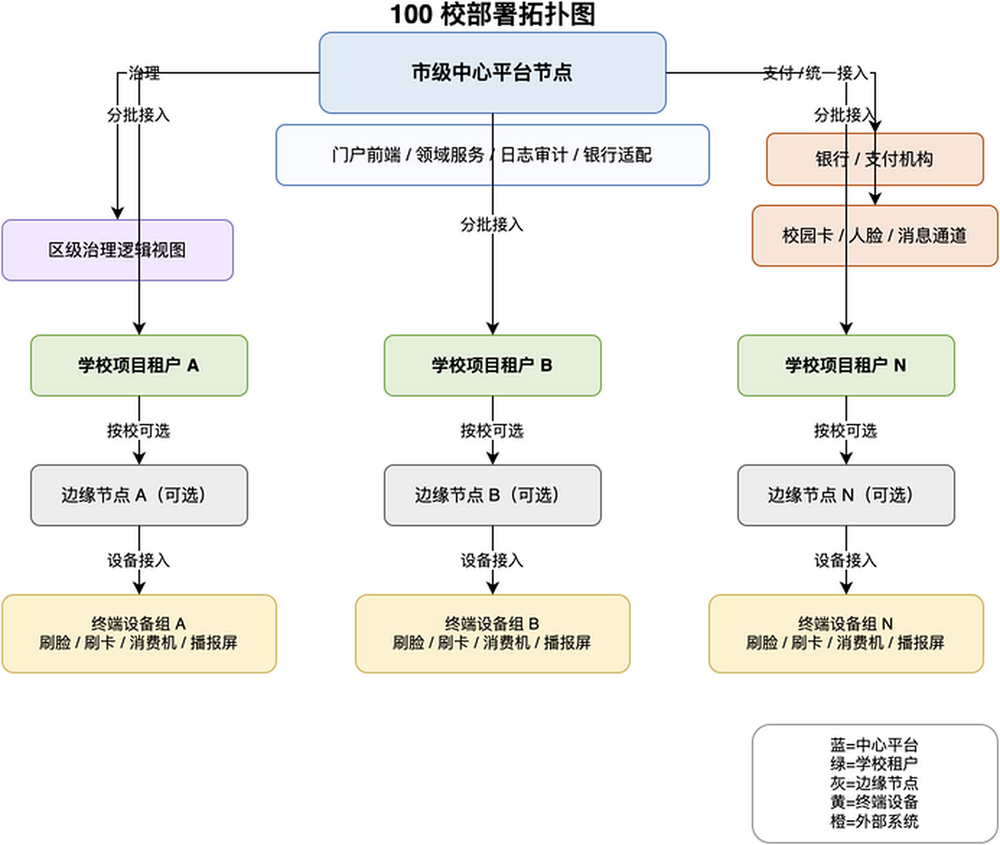 100 校部署拓扑图
市级中心平台节点
治理
支付 / 统一接入
分批接入
分批接入
门户前端 / 领域服务 / 日志审计 / 银行适配
银行 / 支付机构
分批接入
校园卡 / 人脸 / 消息通道
区级治理逻辑视图
学校项目租户 A
学校项目租户 B
学校项目租户 N
按校可选
按校可选
按校可选
边缘节点 A（可选）
边缘节点 B（可选）
边缘节点 N（可选）
设备接入
设备接入
设备接入
终端设备组 A
刷脸 / 刷卡 / 消费机 / 播报屏
终端设备组 B
刷脸 / 刷卡 / 消费机 / 播报屏
终端设备组 N
刷脸 / 刷卡 / 消费机 / 播报屏
蓝=中心平台
绿=学校租户
灰=边缘节点
黄=终端设备
橙=外部系统